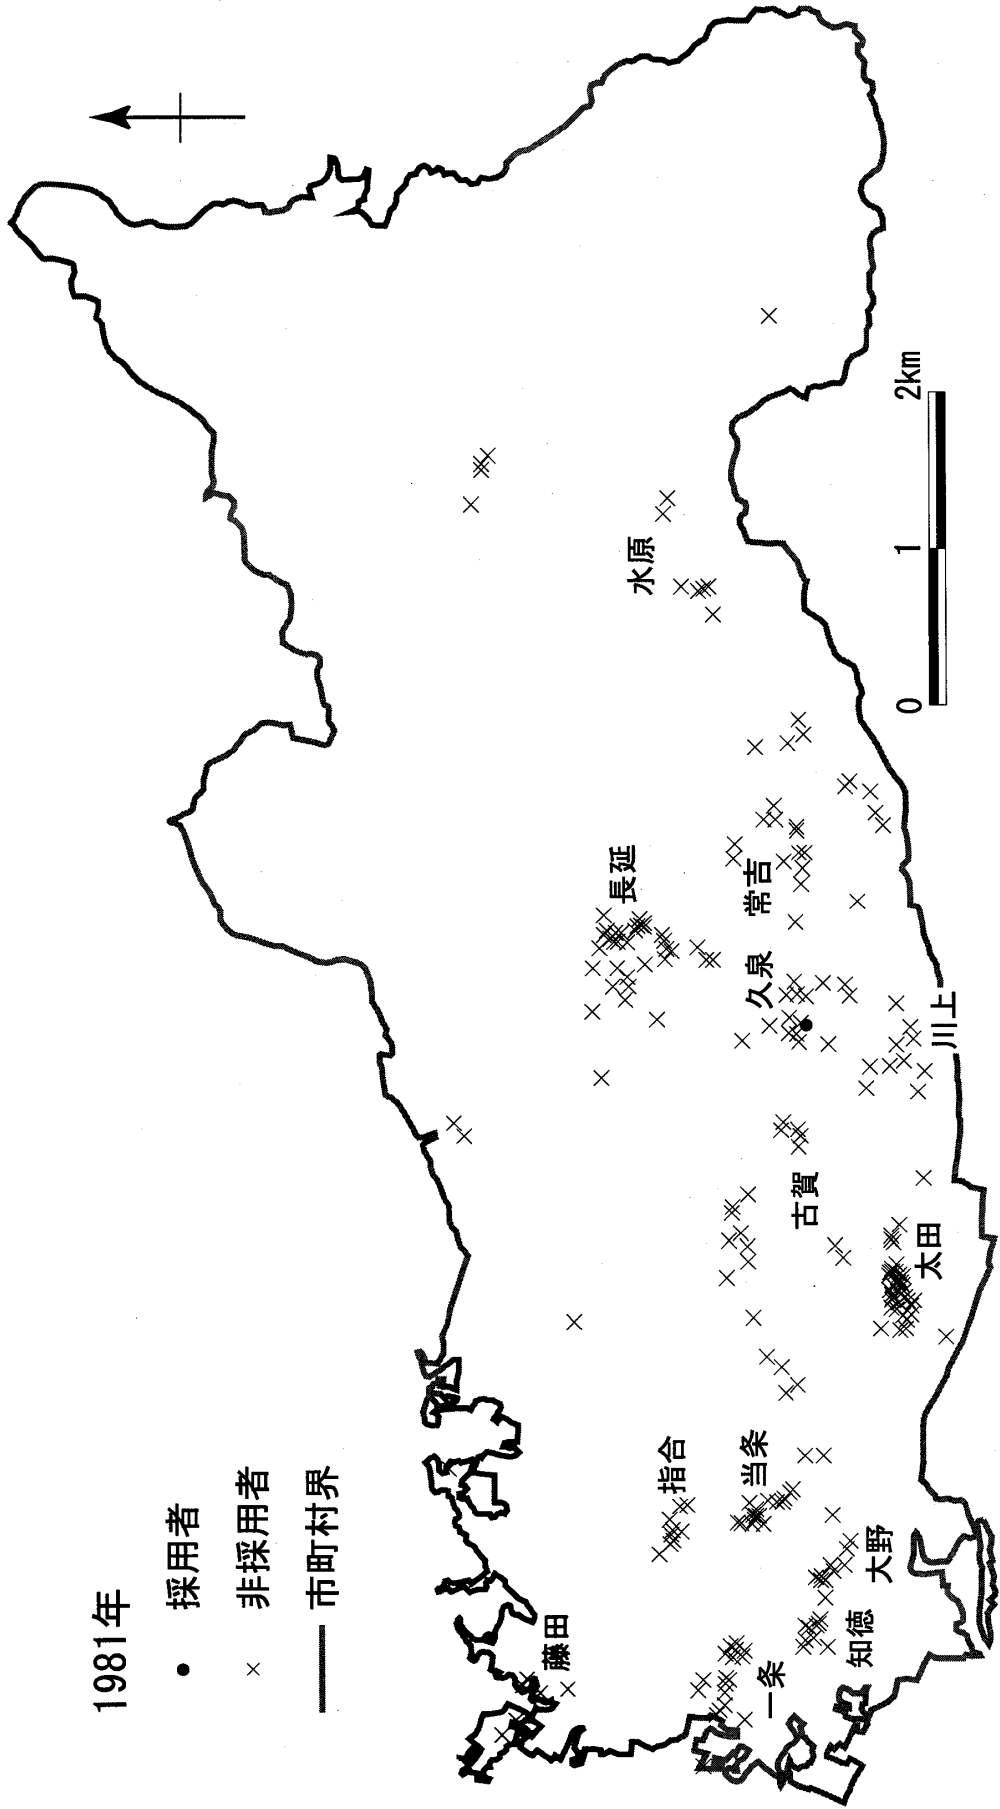 1981年
採用者
非採用者
市町村界
藤田
指合
長延
水原
一条
当条
久泉
常吉
知徳
大野
古賀
太田
川上
0 1 2km